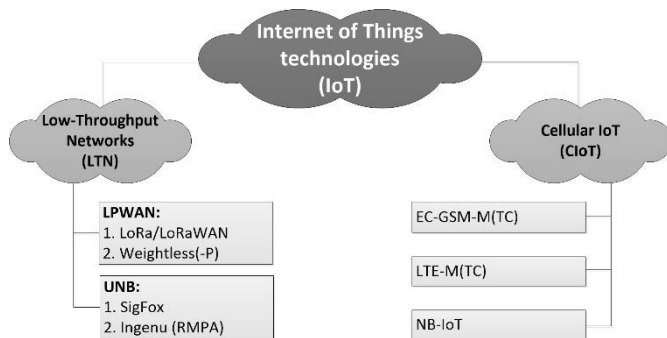 Internet of Things
technologies
(IoT)
Low-Throughput
Networks
(LTN)
Cellular IoT
(CIoT)
LPWAN:
1. LoRa/LoRaWAN
2. Weightless(-P)
UNB:
1. SigFox
2. Ingenu (RMPA)
EC-GSM-M(TC)
LTE-M(TC)
NB-IoT